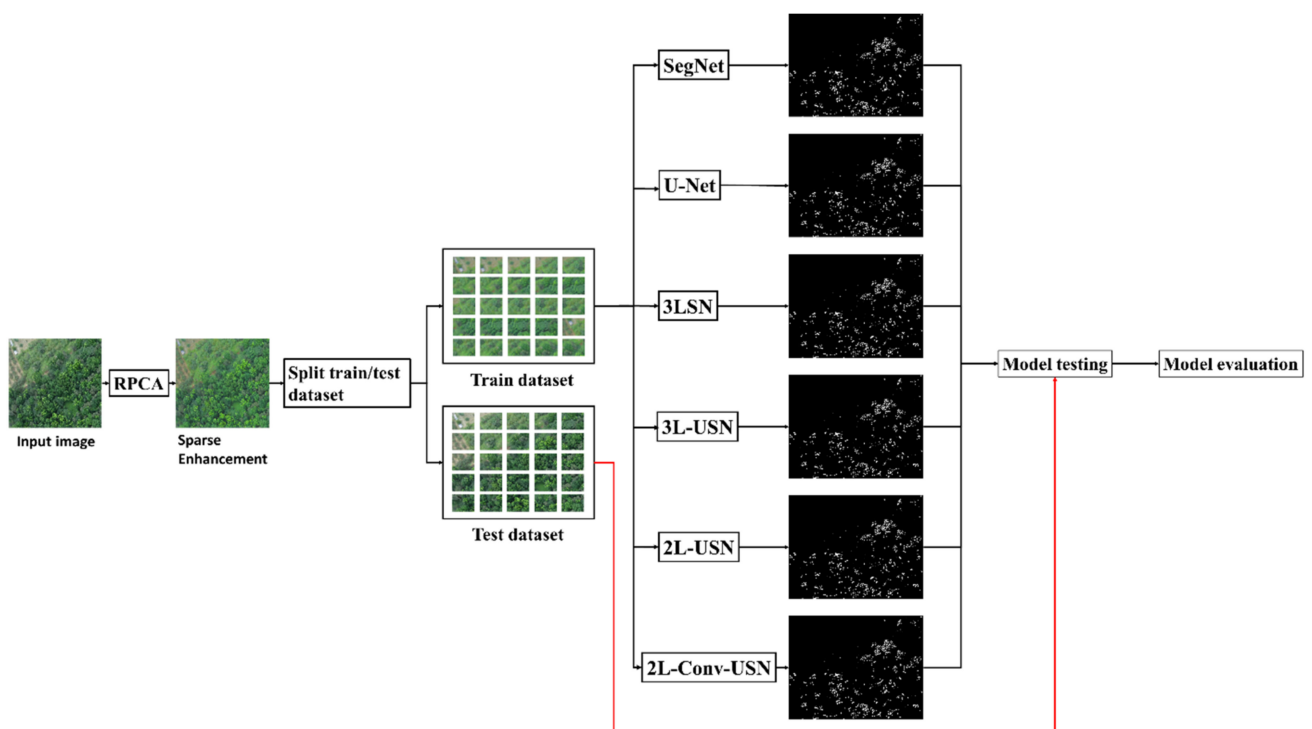 Input image
RPCA
Sparse
Enhancement
Split train/test
dataset
Train dataset
Test dataset
SegNet
U-Net
3LSN
3L-USN
2L-USN
2L-Conv-USN
Model testing
Model evaluation